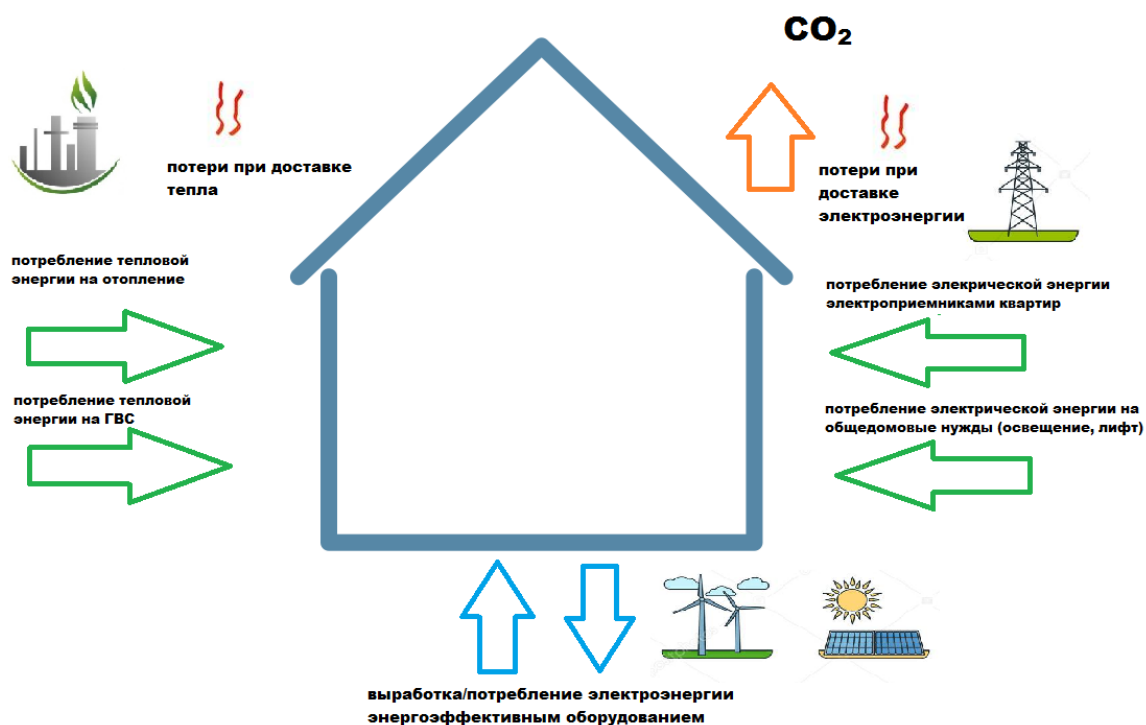 CO₂
потери при доставке
тепла
потери при
доставке
электроэнергии
потребление тепловой
энергии на отопление
потребление элекрической энергии
электроприемниками квартир
потребление тепловой
энергии на ГВС
потребление электрической энергии на
общедомовые нужды (освещение, лифт)
выработка/потребление электроэнергии
энергоэффективным оборудованием